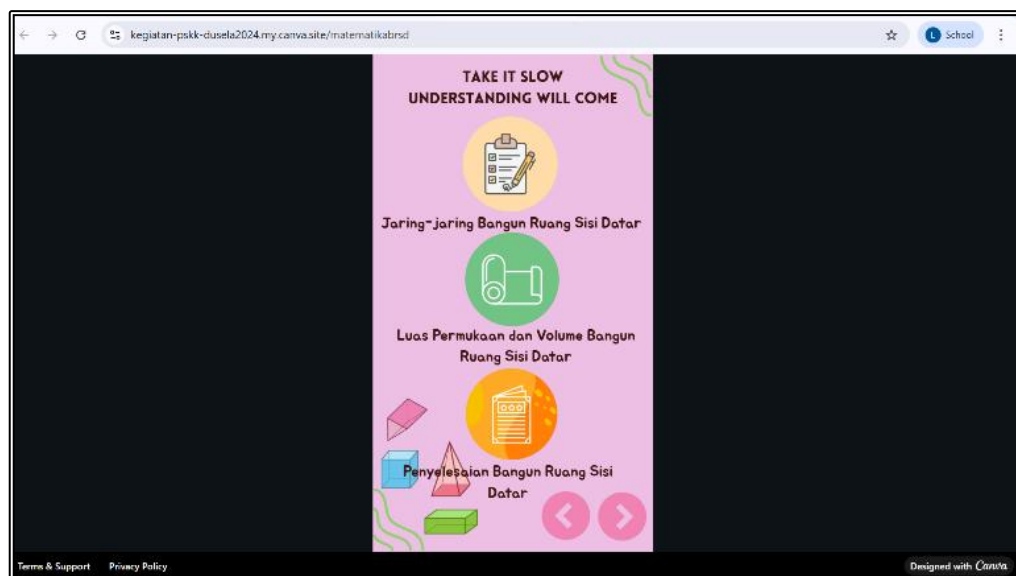 kegiatan-pskk-dusela2024.my.canva.site/matematikabrsd
L School
TAKE IT SLOW
UNDERSTANDING WILL COME
Jaring-jaring Bangun Ruang Sisi Datar
Luas Permukaan dan Volume Bangun
Ruang Sisi Datar
Penyelesaian Bangun Ruang Sisi
Datar
Terms & Support Privacy Policy Designed with Canva